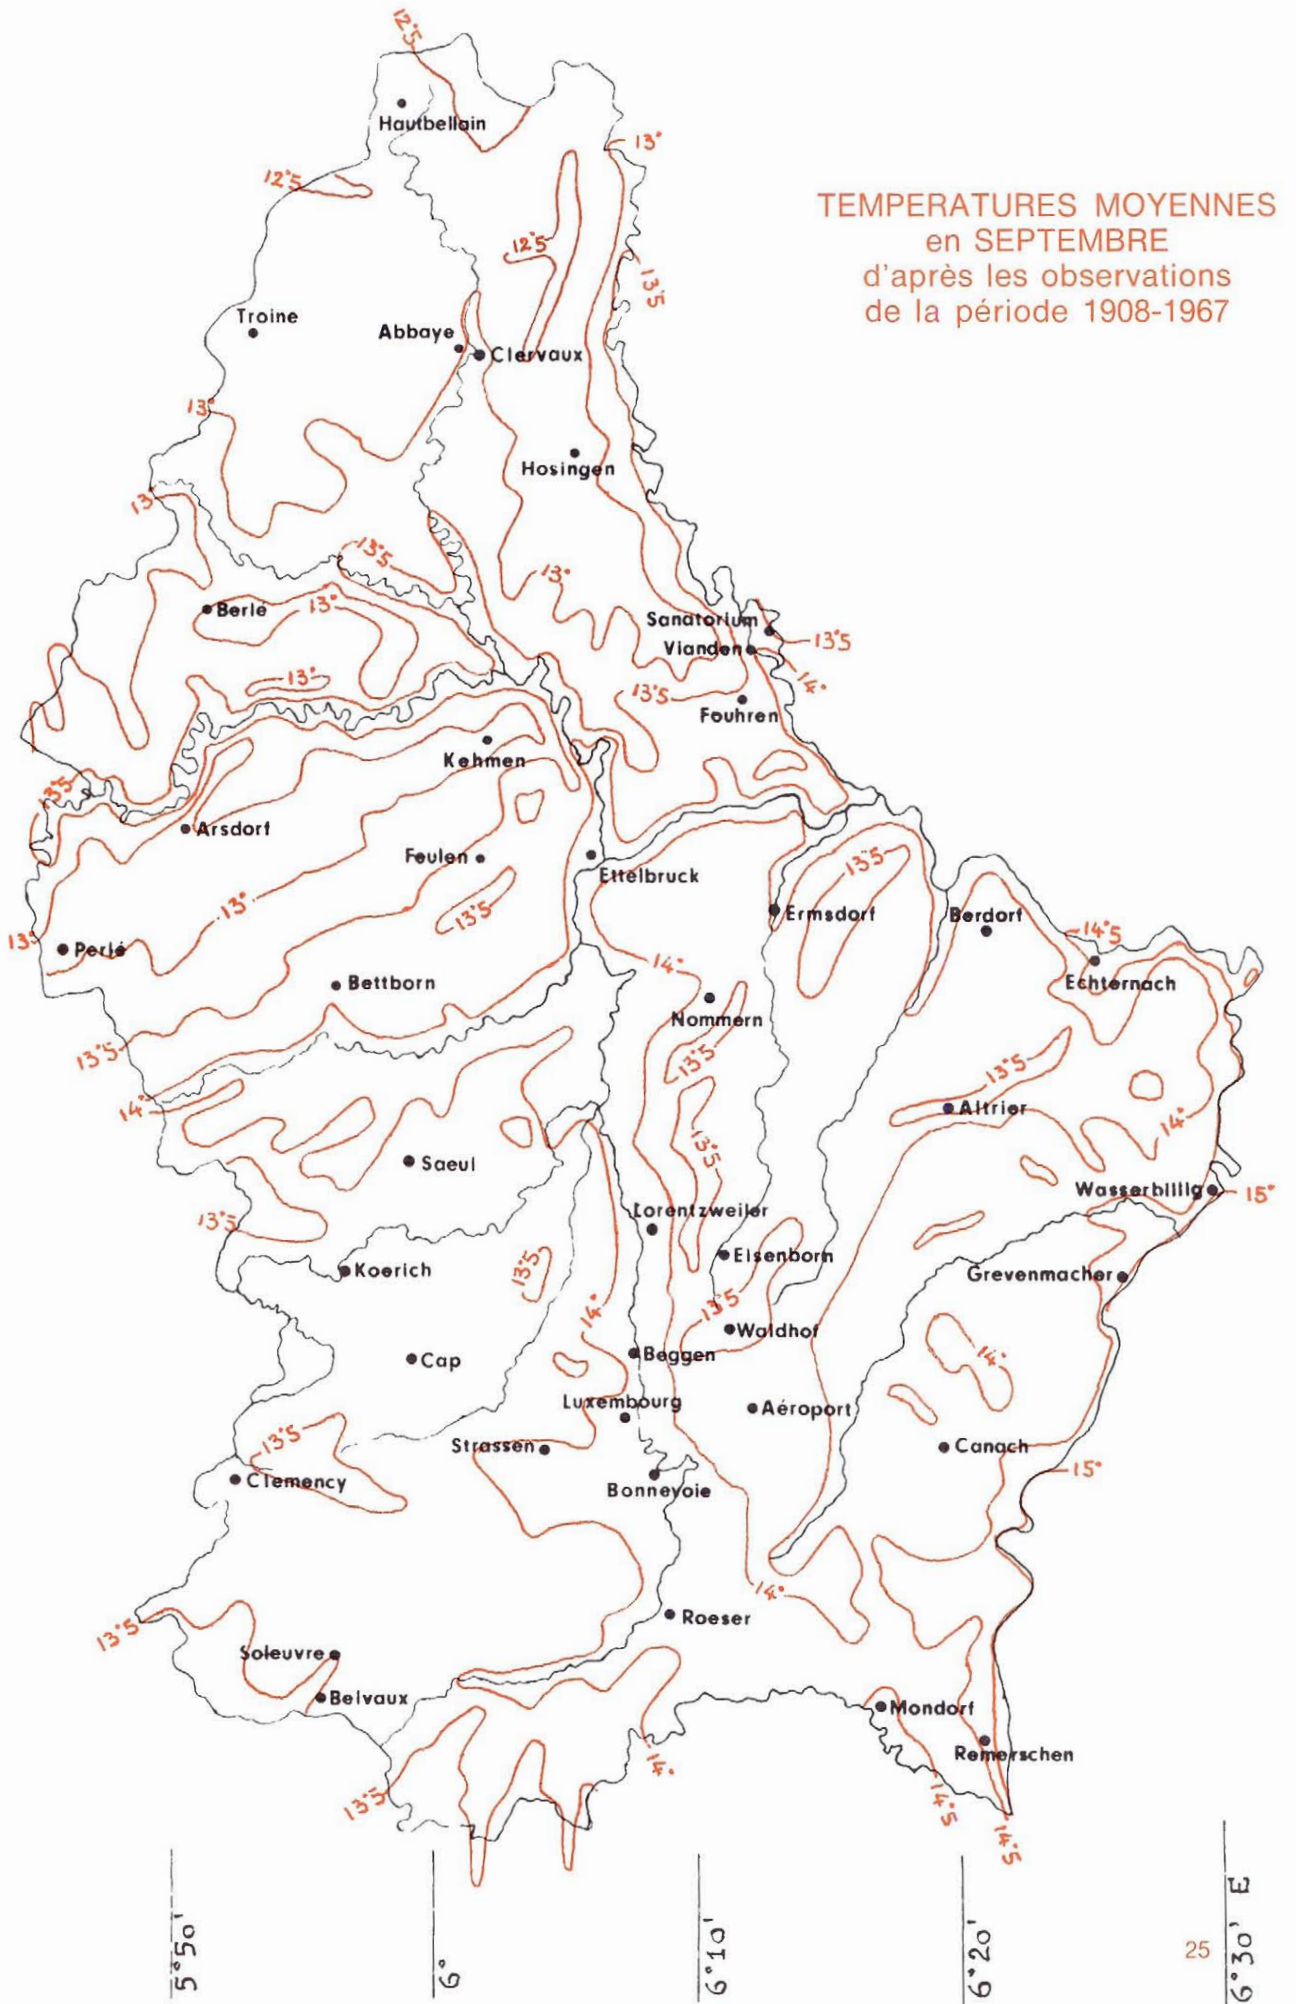 12°5
Hautbellain
13°
12°5
TEMPERATURES MOYENNES
en SEPTEMBRE
d'après les observations
de la période 1908-1967
12°5
13°5
Troine
Abbaye
Clervaux
13°
Hosingen
13°
13°5
13°
Berlé
13°
Sanatorium
13°5
Vianden
13°
14°
13°5
Fouhren
Kehmen
13°5
Arsdorf
Feulen
13°5
Ettelbruck
13°
13°5
Ermsdorf
Berdorf
13°
14°5
Perlé
14°
Bettborn
Echternach
Nommern
13°5
13°5
13°5
14°
Altrier
14°
13°5
Saeul
Wasserbillig
15°
13°5
Lorentzweiler
Eisenborn
Koerich
13°5
Grevenmacher
14°
13°5
Waldhof
Cap
Beggen
14°
Luxembourg
Aéroport
13°5
Strassen
Canach
Clemency
15°
Bonnevoie
14°
Roeser
13°5
Soleuvre
Belvaux
Mondorf
Remerschen
14°
13°5
14°5
14°5
5°50'
6°
6°10'
6°20'
25
6°30' E